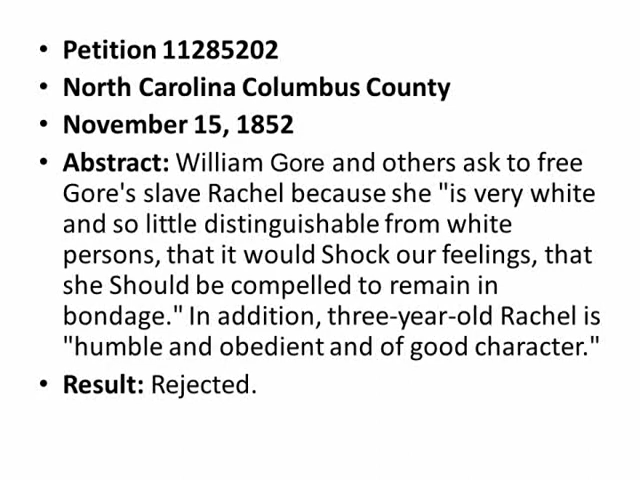 • Petition 11285202
• North Carolina Columbus County
• November 15, 1852
• Abstract: William Gore and others ask to free
Gore's slave Rachel because she "is very white
and so little distinguishable from white
persons, that it would Shock our feelings, that
she Should be compelled to remain in
bondage." In addition, three-year-old Rachel is
"humble and obedient and of good character."
• Result: Rejected.